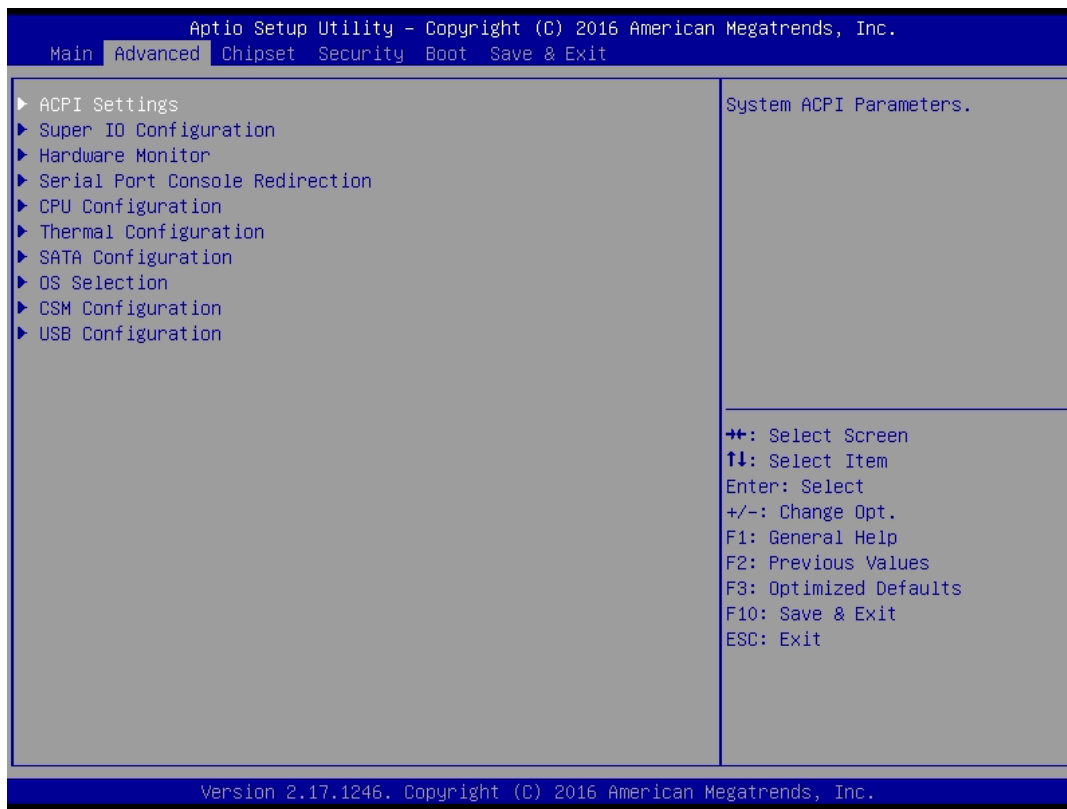 Aptio Setup Utility – Copyright (C) 2016 American Megatrends, Inc.
Main Advanced Chipset Security Boot Save & Exit
▶ ACPI Settings
▶ Super IO Configuration
▶ Hardware Monitor
▶ Serial Port Console Redirection
▶ CPU Configuration
▶ Thermal Configuration
▶ SATA Configuration
▶ OS Selection
▶ CSM Configuration
▶ USB Configuration
System ACPI Parameters.
→←: Select Screen
↑↓: Select Item
Enter: Select
+/-: Change Opt.
F1: General Help
F2: Previous Values
F3: Optimized Defaults
F10: Save & Exit
ESC: Exit
Version 2.17.1246. Copyright (C) 2016 American Megatrends, Inc.